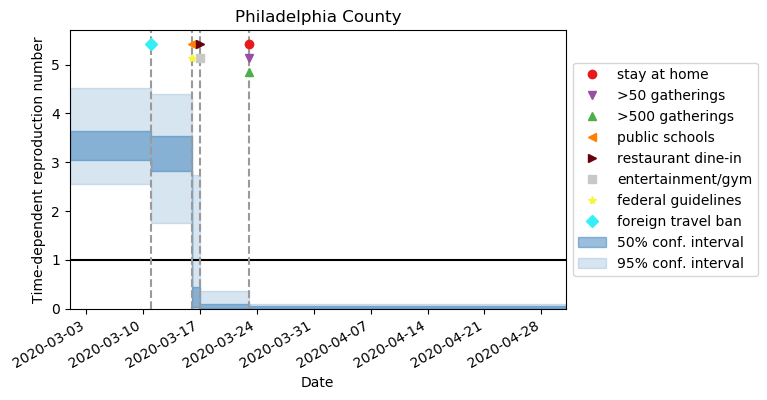 Philadelphia County
Time-dependent reproduction number
5
4
3
2
1
0
2020-03-03
2020-03-10
2020-03-17
2020-03-24
2020-03-31
2020-04-07
2020-04-14
2020-04-21
2020-04-28
Date
stay at home
>50 gatherings
>500 gatherings
public schools
restaurant dine-in
entertainment/gym
federal guidelines
foreign travel ban
50% conf. interval
95% conf. interval